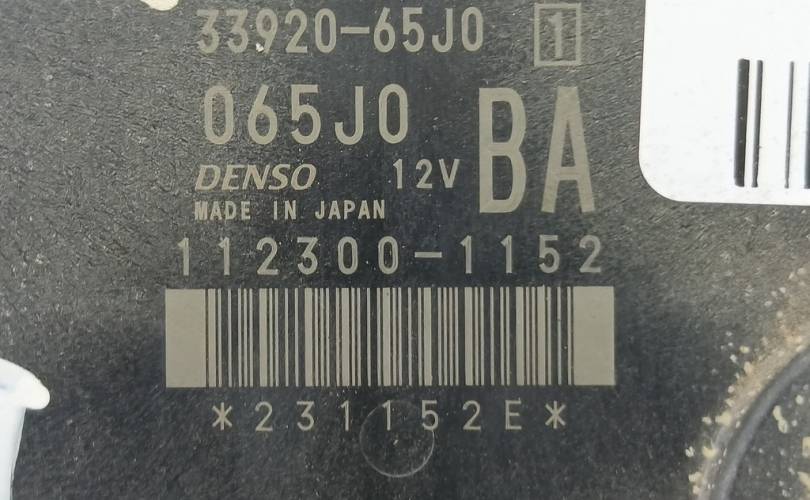 33920-65J0 1
065J0 BA
DENSO 12V
MADE IN JAPAN
112300-1152
*231152E*